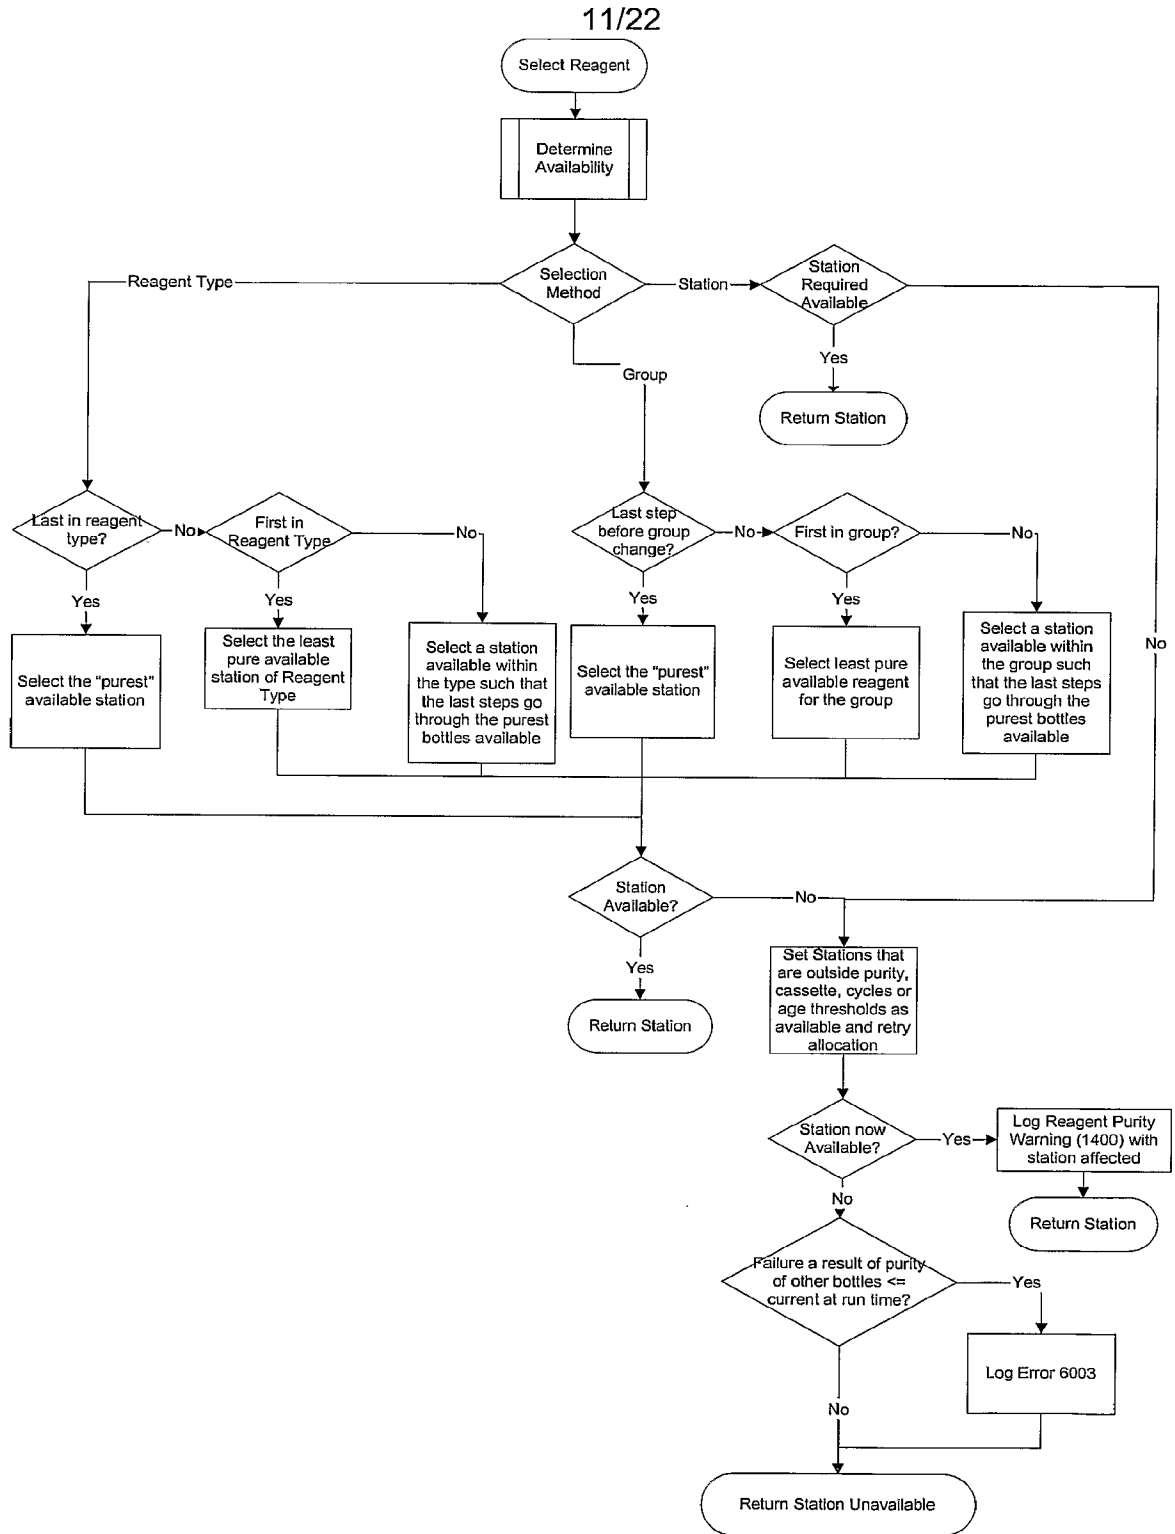 11/22
Select Reagent
Determine
Availability
Selection
Method
Reagent Type
Station
Station
Required
Available
Yes
Group
Return Station
Last in reagent
type?
No
First in
Reagent Type
No
Last step
before group
change?
No
First in group?
No
Yes
Yes
Yes
Yes
No
Select the "purest"
available station
Select the least
pure available
station of Reagent
Type
Select a station
available within
the type such that
the last steps go
through the purest
bottles available
Select the "purest"
available station
Select least pure
available reagent
for the group
Select a station
available within
the group such
that the last steps
go through the
purest bottles
available
Station
Available?
No
Yes
Return Station
Set Stations that
are outside purity,
cassette, cycles or
age thresholds as
available and retry
allocation
Station now
Available?
Yes
Log Reagent Purity
Warning (1400) with
station affected
No
Return Station
Failure a result of purity
of other bottles <=
current at run time?
Yes
Log Error 6003
No
Return Station Unavailable